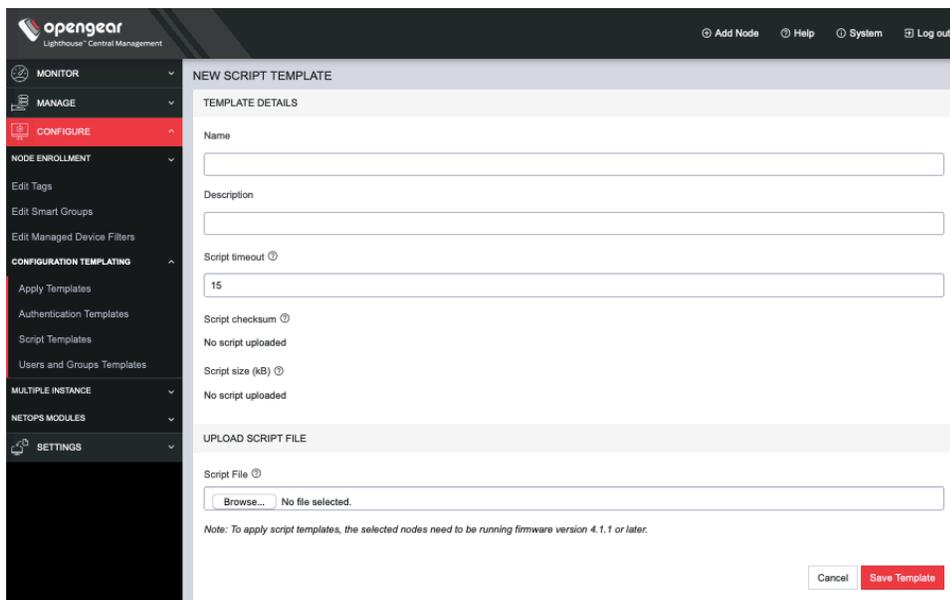 opengear
Lighthouse™ Central Management
Add Node
Help
System
Log out
MONITOR
MANAGE
CONFIGURE
NODE ENROLLMENT
Edit Tags
Edit Smart Groups
Edit Managed Device Filters
CONFIGURATION TEMPLATING
Apply Templates
Authentication Templates
Script Templates
Users and Groups Templates
MULTIPLE INSTANCE
NETOPS MODULES
SETTINGS
NEW SCRIPT TEMPLATE
TEMPLATE DETAILS
Name
Description
Script timeout
15
Script checksum
No script uploaded
Script size (kB)
No script uploaded
UPLOAD SCRIPT FILE
Script File
Browse... No file selected.
Note: To apply script templates, the selected nodes need to be running firmware version 4.1.1 or later.
Cancel
Save Template